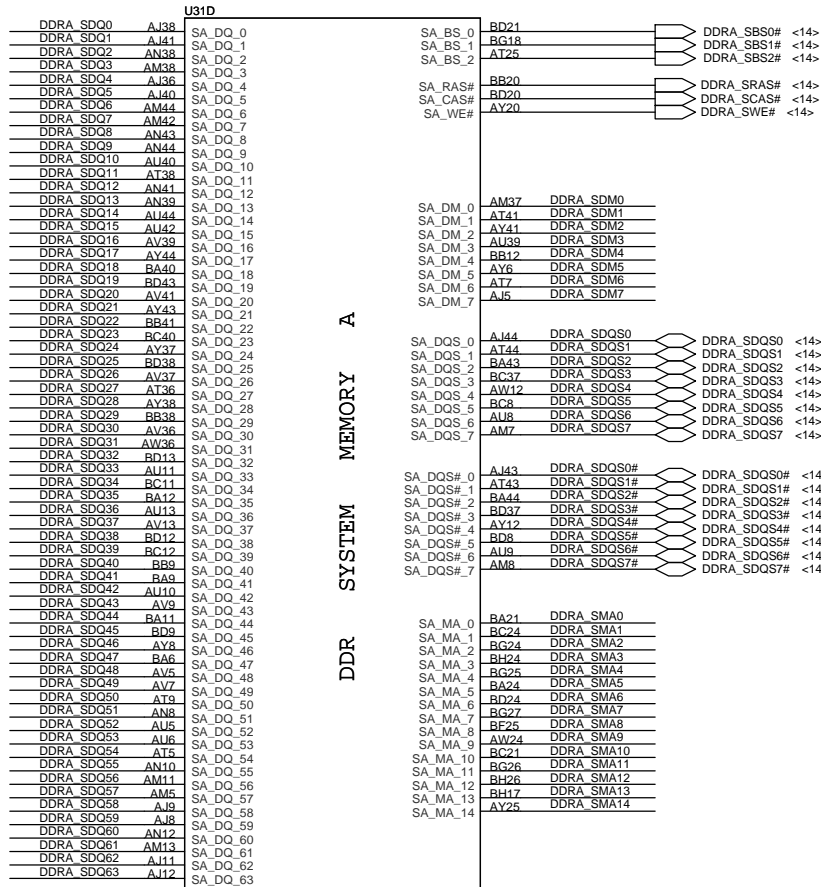 U31D
DDRA_SDQ0 AJ38 SA_DQ_0
DDRA_SDQ1 AJ41 SA_DQ_1
DDRA_SDQ2 AN38 SA_DQ_2
DDRA_SDQ3 AM38 SA_DQ_3
DDRA_SDQ4 AJ36 SA_DQ_4
DDRA_SDQ5 AJ40 SA_DQ_5
DDRA_SDQ6 AM44 SA_DQ_6
DDRA_SDQ7 AM42 SA_DQ_7
DDRA_SDQ8 AN43 SA_DQ_8
DDRA_SDQ9 AN44 SA_DQ_9
DDRA_SDQ10 AU40 SA_DQ_10
DDRA_SDQ11 AT38 SA_DQ_11
DDRA_SDQ12 AN41 SA_DQ_12
DDRA_SDQ13 AN39 SA_DQ_13
DDRA_SDQ14 AU44 SA_DQ_14
DDRA_SDQ15 AU42 SA_DQ_15
DDRA_SDQ16 AV39 SA_DQ_16
DDRA_SDQ17 AY44 SA_DQ_17
DDRA_SDQ18 BA40 SA_DQ_18
DDRA_SDQ19 BD43 SA_DQ_19
DDRA_SDQ20 AV41 SA_DQ_20
DDRA_SDQ21 AY43 SA_DQ_21
DDRA_SDQ22 BB41 SA_DQ_22
DDRA_SDQ23 BC40 SA_DQ_23
DDRA_SDQ24 AY37 SA_DQ_24
DDRA_SDQ25 BD38 SA_DQ_25
DDRA_SDQ26 AV37 SA_DQ_26
DDRA_SDQ27 AT36 SA_DQ_27
DDRA_SDQ28 AY38 SA_DQ_28
DDRA_SDQ29 BB38 SA_DQ_29
DDRA_SDQ30 AV36 SA_DQ_30
DDRA_SDQ31 AW36 SA_DQ_31
DDRA_SDQ32 BD13 SA_DQ_32
DDRA_SDQ33 AU11 SA_DQ_33
DDRA_SDQ34 BC11 SA_DQ_34
DDRA_SDQ35 BA12 SA_DQ_35
DDRA_SDQ36 AU13 SA_DQ_36
DDRA_SDQ37 AV13 SA_DQ_37
DDRA_SDQ38 BD12 SA_DQ_38
DDRA_SDQ39 BC12 SA_DQ_39
DDRA_SDQ40 BB9 SA_DQ_40
DDRA_SDQ41 BA9 SA_DQ_41
DDRA_SDQ42 AU10 SA_DQ_42
DDRA_SDQ43 AV9 SA_DQ_43
DDRA_SDQ44 BA11 SA_DQ_44
DDRA_SDQ45 BD9 SA_DQ_45
DDRA_SDQ46 AY8 SA_DQ_46
DDRA_SDQ47 BA6 SA_DQ_47
DDRA_SDQ48 AV5 SA_DQ_48
DDRA_SDQ49 AV7 SA_DQ_49
DDRA_SDQ50 AT9 SA_DQ_50
DDRA_SDQ51 AN8 SA_DQ_51
DDRA_SDQ52 AU5 SA_DQ_52
DDRA_SDQ53 AU6 SA_DQ_53
DDRA_SDQ54 AT5 SA_DQ_54
DDRA_SDQ55 AN10 SA_DQ_55
DDRA_SDQ56 AM11 SA_DQ_56
DDRA_SDQ57 AM5 SA_DQ_57
DDRA_SDQ58 AJ9 SA_DQ_58
DDRA_SDQ59 AJ8 SA_DQ_59
DDRA_SDQ60 AN12 SA_DQ_60
DDRA_SDQ61 AM13 SA_DQ_61
DDRA_SDQ62 AJ11 SA_DQ_62
DDRA_SDQ63 AJ12 SA_DQ_63
DDR SYSTEM MEMORY A
SA_BS_0 BD21 DDRA_SBS0# <14>
SA_BS_1 BG18 DDRA_SBS1# <14>
SA_BS_2 AT25 DDRA_SBS2# <14>
SA_RAS# BB20 DDRA_SRAS# <14>
SA_CAS# BD20 DDRA_SCAS# <14>
SA_WE# AY20 DDRA_SWE# <14>
SA_DM_0 AM37 DDRA_SDM0
SA_DM_1 AT41 DDRA_SDM1
SA_DM_2 AY41 DDRA_SDM2
SA_DM_3 AU39 DDRA_SDM3
SA_DM_4 BB12 DDRA_SDM4
SA_DM_5 AY6 DDRA_SDM5
SA_DM_6 AT7 DDRA_SDM6
SA_DM_7 AJ5 DDRA_SDM7
SA_DQS_0 AJ44 DDRA_SDQS0 DDRA_SDQS0 <14>
SA_DQS_1 AT44 DDRA_SDQS1 DDRA_SDQS1 <14>
SA_DQS_2 BA43 DDRA_SDQS2 DDRA_SDQS2 <14>
SA_DQS_3 BC37 DDRA_SDQS3 DDRA_SDQS3 <14>
SA_DQS_4 AW12 DDRA_SDQS4 DDRA_SDQS4 <14>
SA_DQS_5 BC8 DDRA_SDQS5 DDRA_SDQS5 <14>
SA_DQS_6 AU8 DDRA_SDQS6 DDRA_SDQS6 <14>
SA_DQS_7 AM7 DDRA_SDQS7 DDRA_SDQS7 <14>
SA_DQS#_0 AJ43 DDRA_SDQS0# DDRA_SDQS0# <14
SA_DQS#_1 AT43 DDRA_SDQS1# DDRA_SDQS1# <14
SA_DQS#_2 BA44 DDRA_SDQS2# DDRA_SDQS2# <14
SA_DQS#_3 BD37 DDRA_SDQS3# DDRA_SDQS3# <14
SA_DQS#_4 AY12 DDRA_SDQS4# DDRA_SDQS4# <14
SA_DQS#_5 BD8 DDRA_SDQS5# DDRA_SDQS5# <14
SA_DQS#_6 AU9 DDRA_SDQS6# DDRA_SDQS6# <14
SA_DQS#_7 AM8 DDRA_SDQS7# DDRA_SDQS7# <14
SA_MA_0 BA21 DDRA_SMA0
SA_MA_1 BC24 DDRA_SMA1
SA_MA_2 BG24 DDRA_SMA2
SA_MA_3 BH24 DDRA_SMA3
SA_MA_4 BG25 DDRA_SMA4
SA_MA_5 BA24 DDRA_SMA5
SA_MA_6 BD24 DDRA_SMA6
SA_MA_7 BG27 DDRA_SMA7
SA_MA_8 BF25 DDRA_SMA8
SA_MA_9 AW24 DDRA_SMA9
SA_MA_10 BC21 DDRA_SMA10
SA_MA_11 BG26 DDRA_SMA11
SA_MA_12 BH26 DDRA_SMA12
SA_MA_13 BH17 DDRA_SMA13
SA_MA_14 AY25 DDRA_SMA14